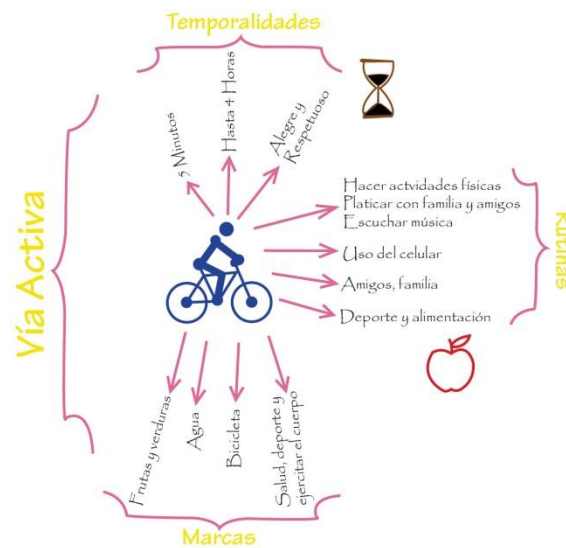 Temporalidades
5 Minutos
Hasta 4 Horas
Alegre y
Respetuoso
Vía Activa
Hacer actvidades físicas
Platicar con familia y amigos
Escuchar música
Uso del celular
Amigos, familia
Deporte y alimentación
Rutinas
Frutas y verduras
Agua
Bicicleta
Salud, deporte y
ejercitar el cuerpo
Marcas